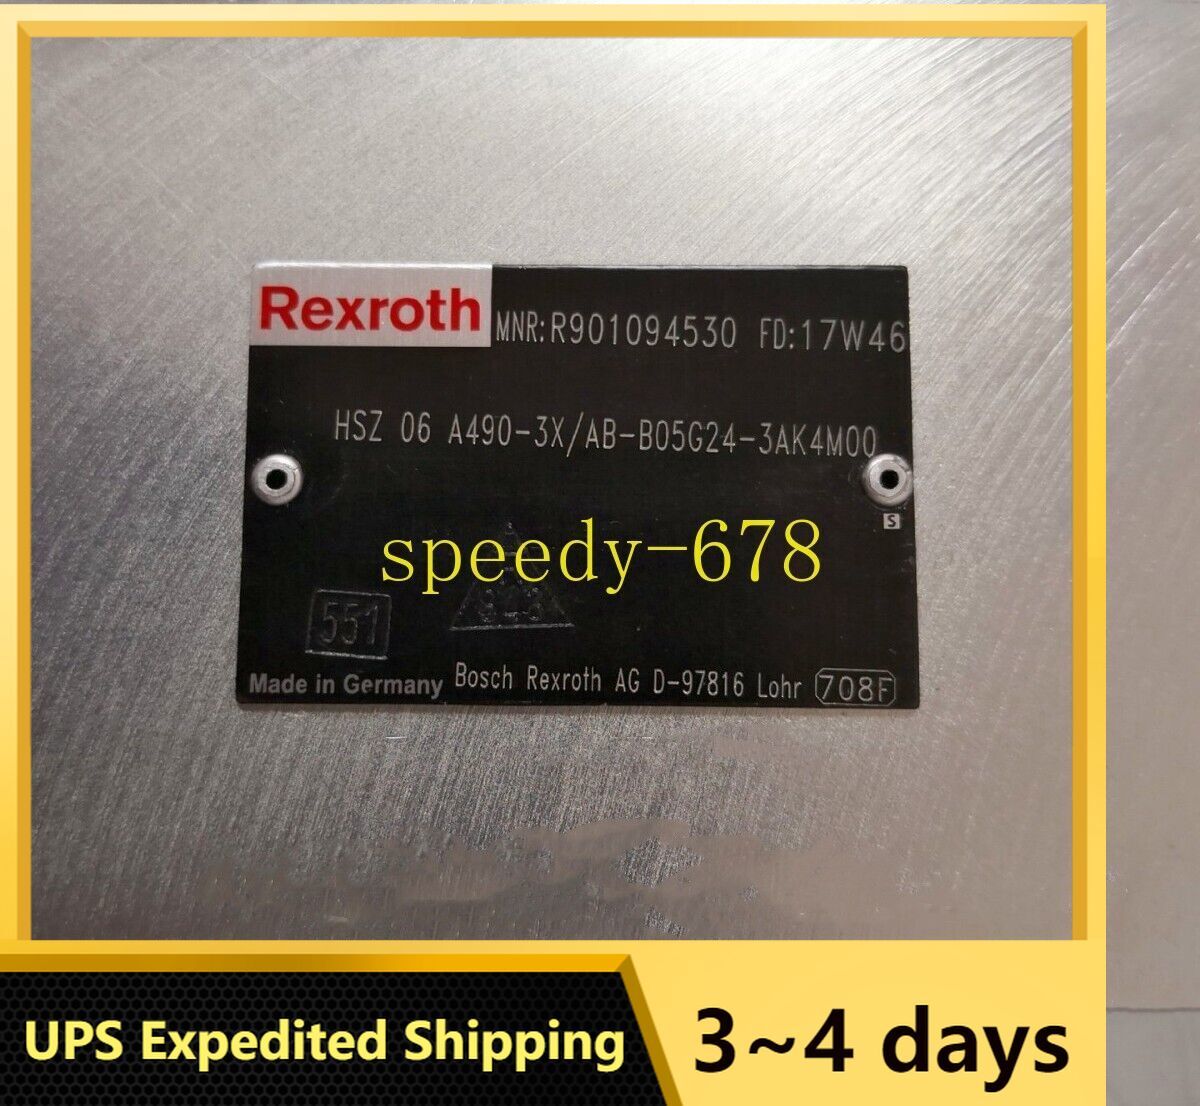 Rexroth
MNR:R901094530 FD:17W46
HSZ 06 A490-3X/AB-B05G24-3AK4M00
S
speedy-678
551
Made in Germany Bosch Rexroth AG D-97816 Lohr 708F
UPS Expedited Shipping
3~4 days